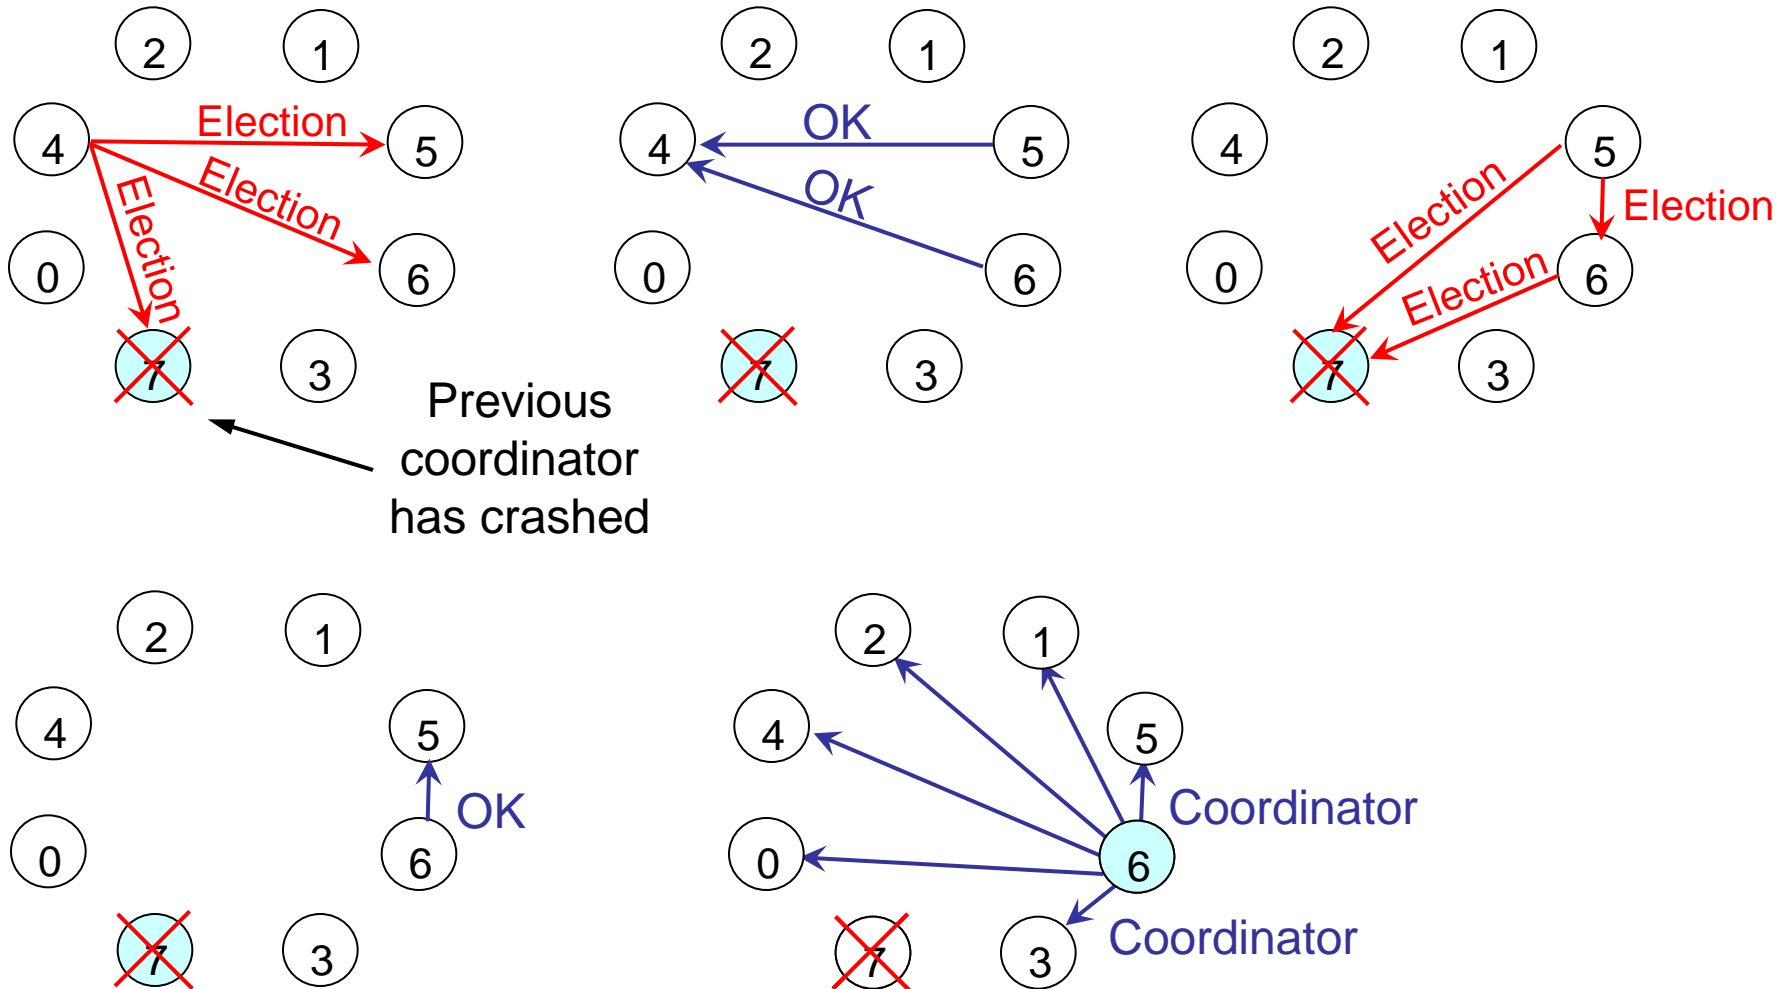 2 1
4 Election 5
Election
Election
0 6
7 3
Previous
coordinator
has crashed
2 1
4 OK 5
OK
0 6
7 3
2 1
4 5
Election
Election
0 Election 6
7 3
2 1
4 5
OK
0 6
7 3
2 1
4 5
Coordinator
0 6
Coordinator
7 3